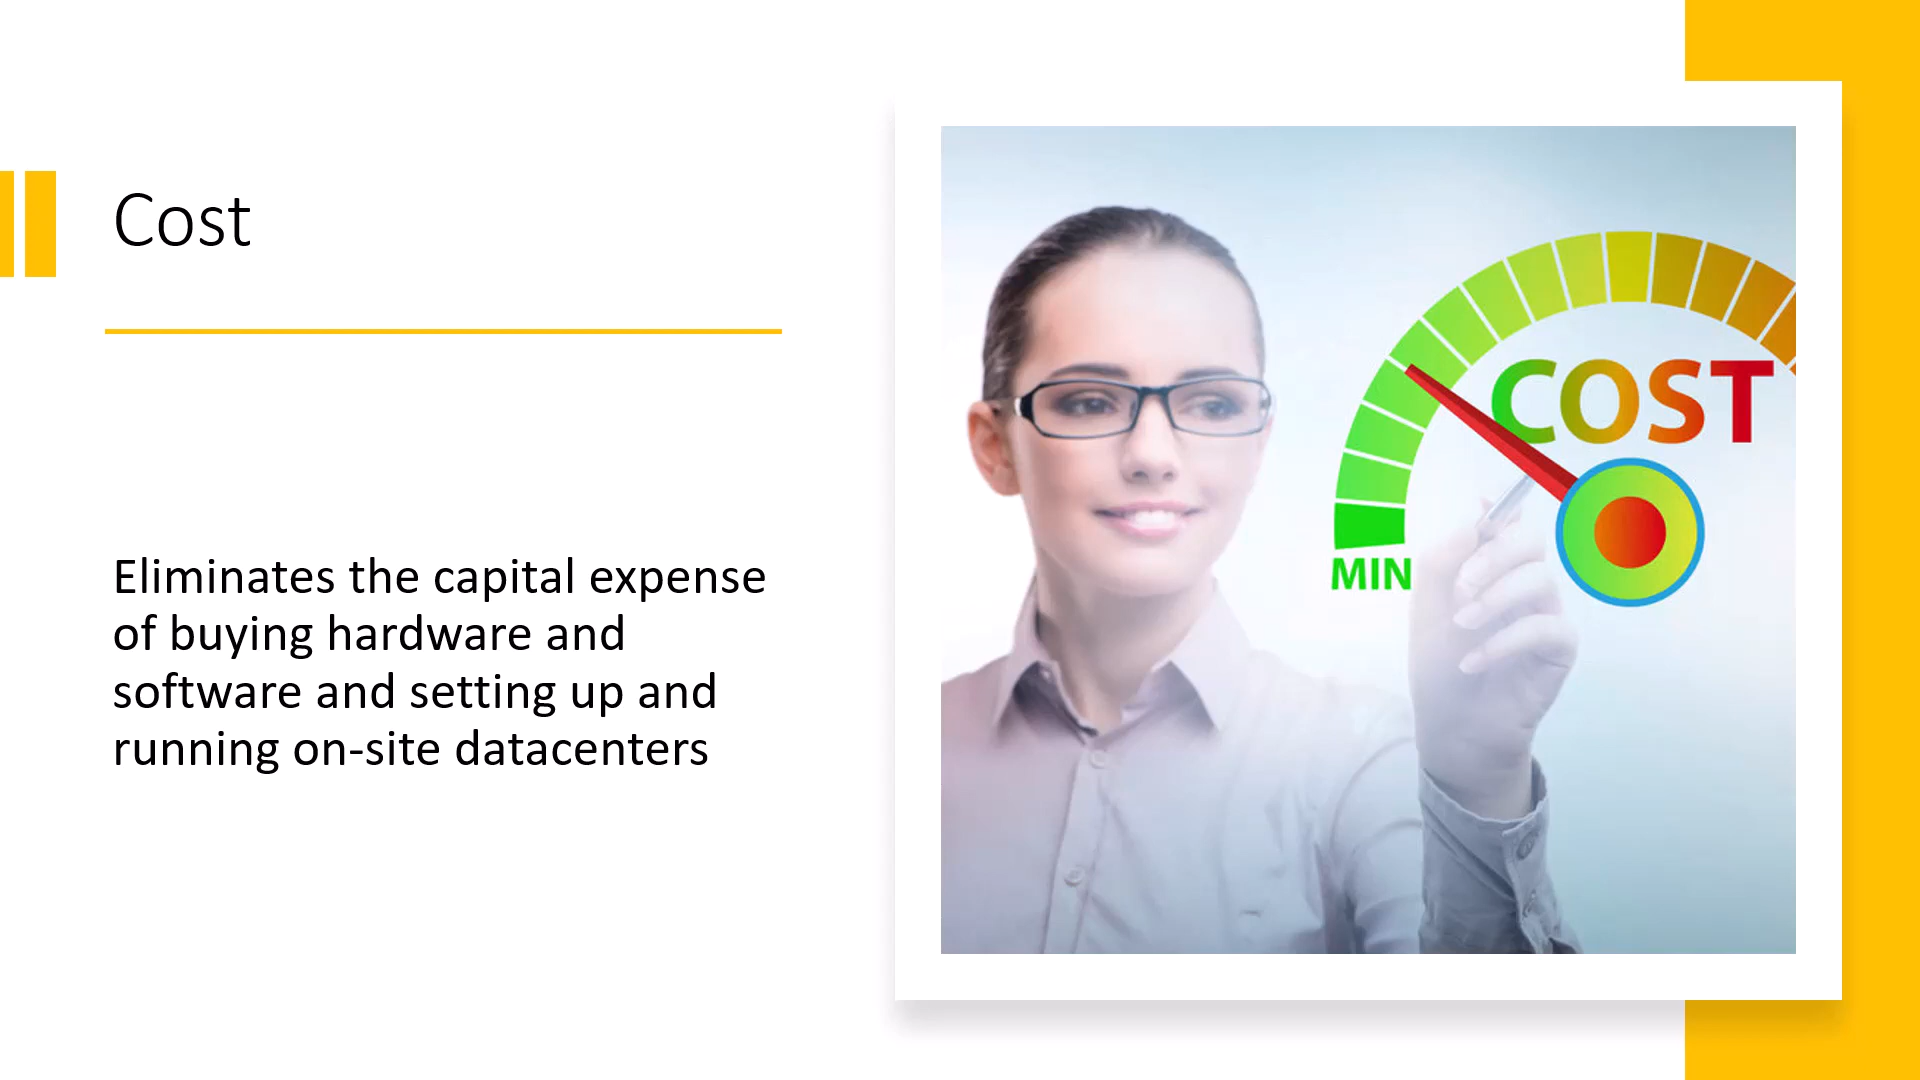 Cost
Eliminates the capital expense
of buying hardware and
software and setting up and
running on-site datacenters
COST
MIN